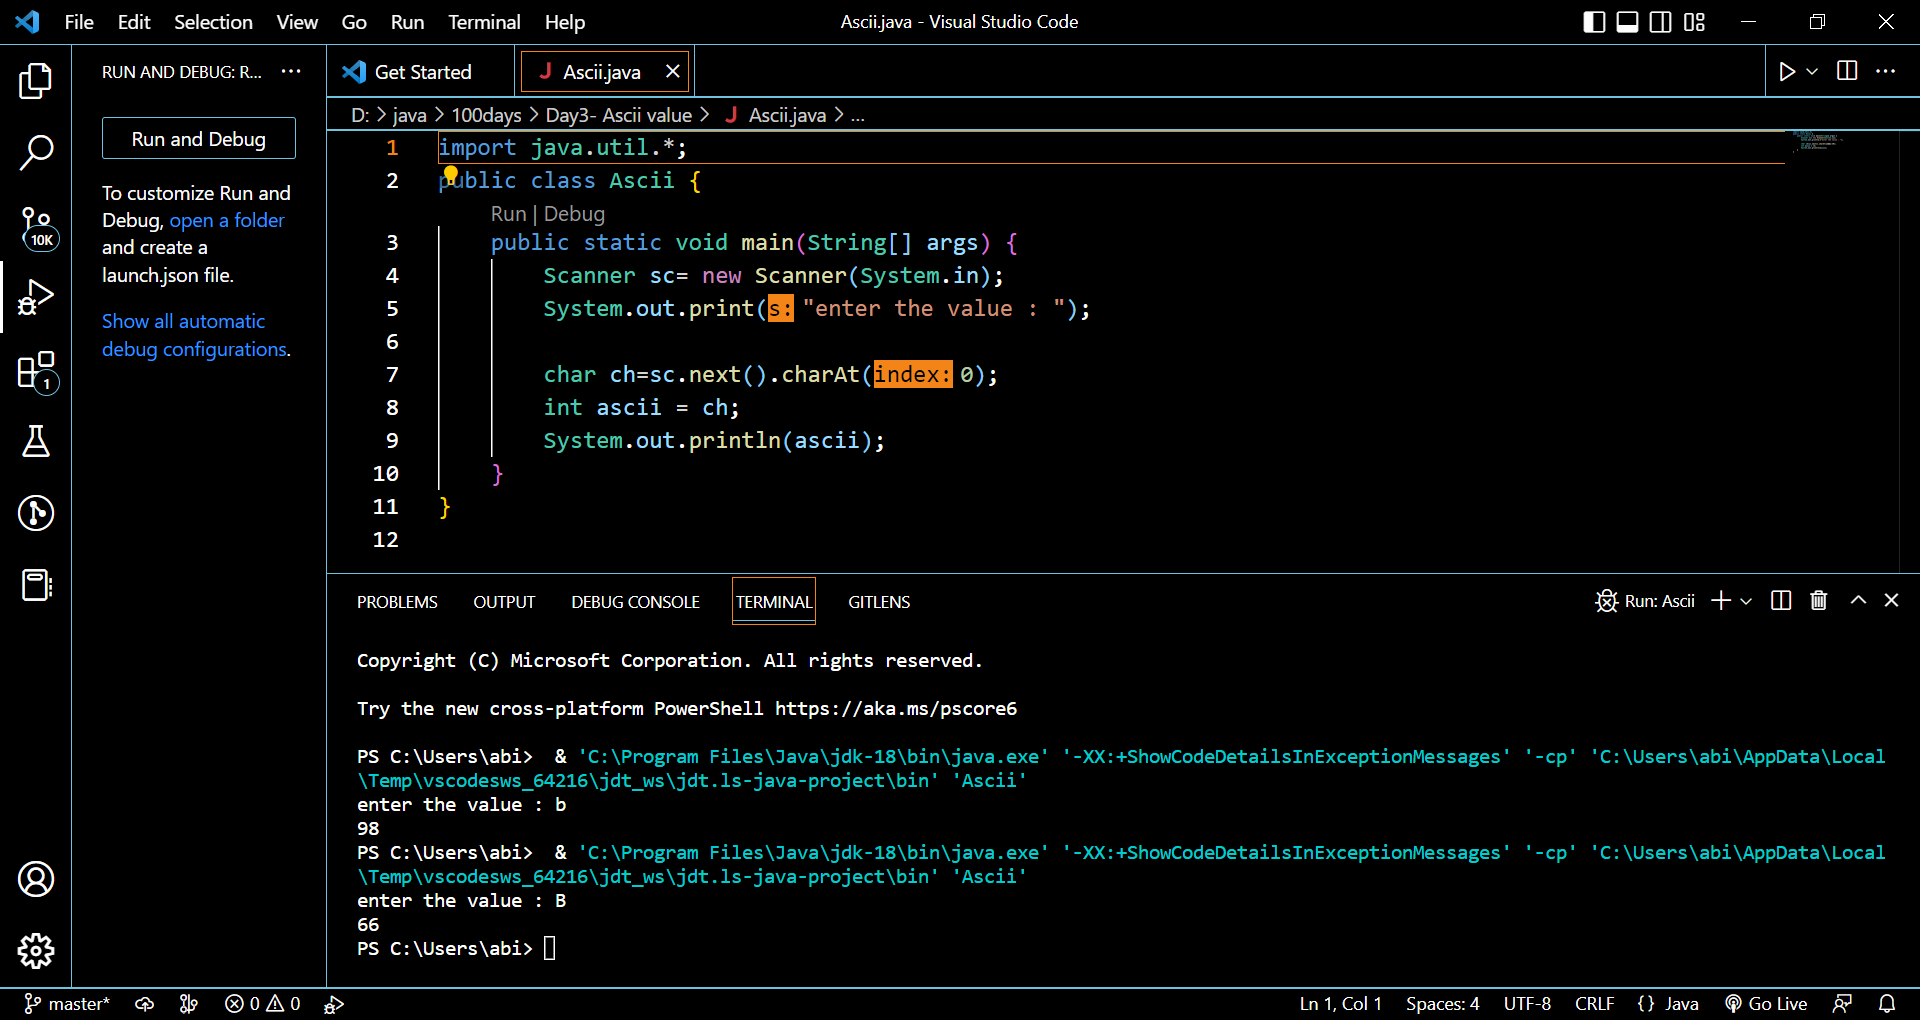 File Edit Selection View Go Run Terminal Help
Ascii.java - Visual Studio Code
RUN AND DEBUG: R... ···
Run and Debug
To customize Run and
Debug, open a folder
and create a
launch.json file.
Show all automatic
debug configurations.
10K
1
Get Started
J Ascii.java
D: > java > 100days > Day3- Ascii value > J Ascii.java > ...
1 import java.util.*;
2 public class Ascii {
Run | Debug
3 public static void main(String[] args) {
4 Scanner sc= new Scanner(System.in);
5 System.out.print(s: "enter the value : ");
6
7 char ch=sc.next().charAt(index: 0);
8 int ascii = ch;
9 System.out.println(ascii);
10 }
11 }
12
PROBLEMS OUTPUT DEBUG CONSOLE TERMINAL GITLENS
Run: Ascii
Copyright (C) Microsoft Corporation. All rights reserved.
Try the new cross-platform PowerShell https://aka.ms/pscore6
PS C:\Users\abi>  & 'C:\Program Files\Java\jdk-18\bin\java.exe' '-XX:+ShowCodeDetailsInExceptionMessages' '-cp' 'C:\Users\abi\AppData\Local
\Temp\vscodesws_64216\jdt_ws\jdt.ls-java-project\bin' 'Ascii'
enter the value : b
98
PS C:\Users\abi>  & 'C:\Program Files\Java\jdk-18\bin\java.exe' '-XX:+ShowCodeDetailsInExceptionMessages' '-cp' 'C:\Users\abi\AppData\Local
\Temp\vscodesws_64216\jdt_ws\jdt.ls-java-project\bin' 'Ascii'
enter the value : B
66
PS C:\Users\abi>
master* 0 0
Ln 1, Col 1 Spaces: 4 UTF-8 CRLF {} Java Go Live